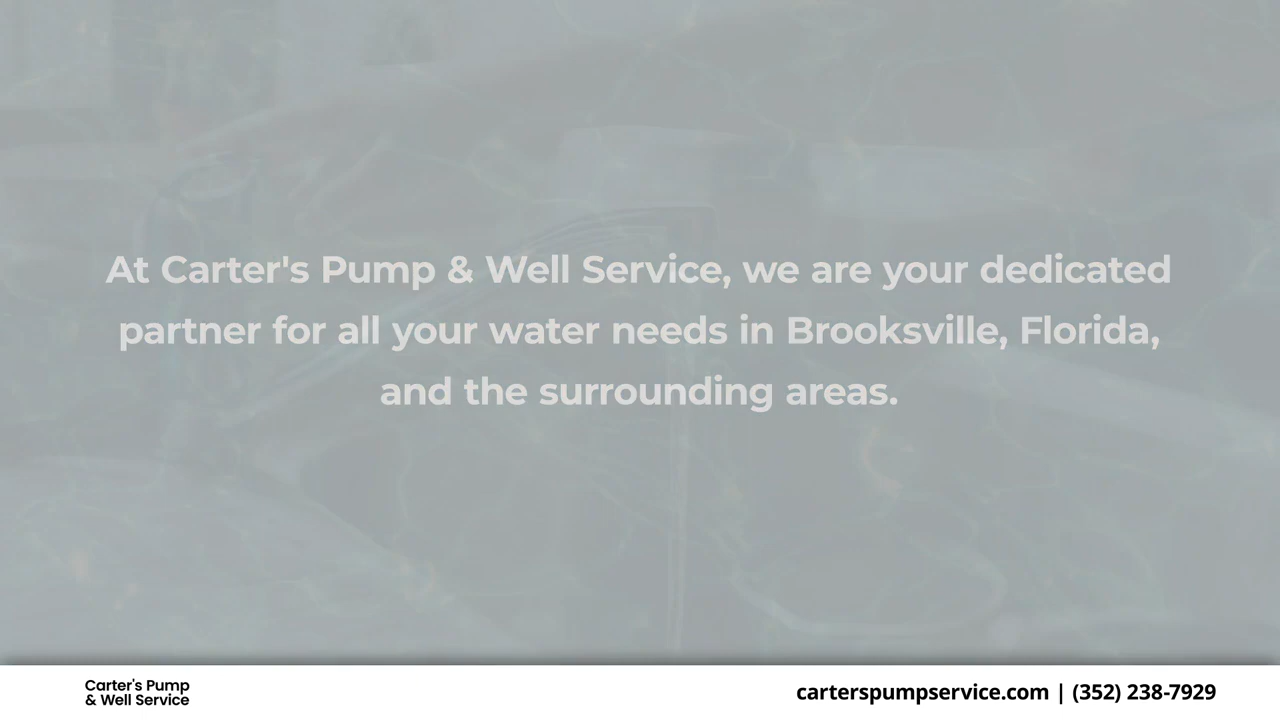 At Carter's Pump & Well Service, we are your dedicated
partner for all your water needs in Brooksville, Florida,
and the surrounding areas.
Carter's Pump
& Well Service
carterspumpservice.com | (352) 238-7929